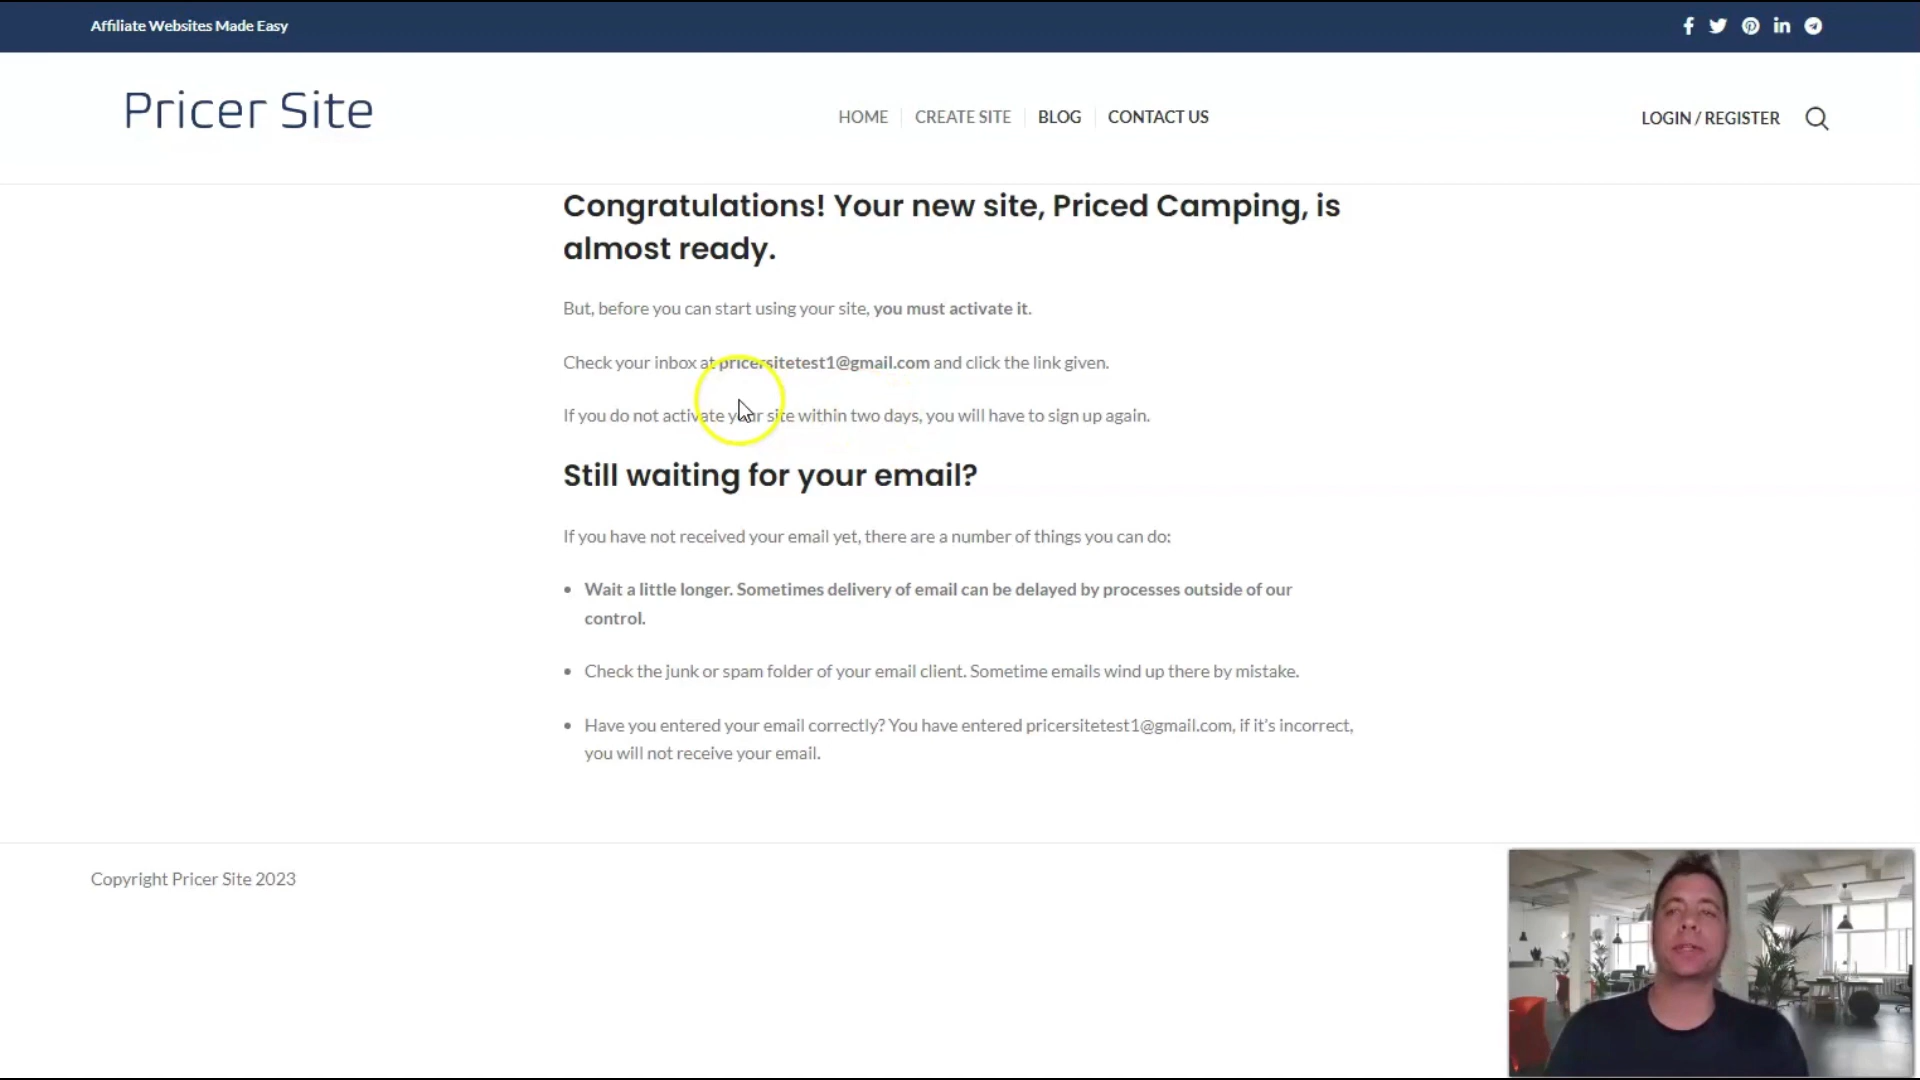 Affiliate Websites Made Easy
Pricer Site
HOME
CREATE SITE
BLOG
CONTACT US
LOGIN / REGISTER
Congratulations! Your new site, Priced Camping, is
almost ready.
But, before you can start using your site, you must activate it.
Check your inbox at pricersitetest1@gmail.com and click the link given.
If you do not activate your site within two days, you will have to sign up again.
Still waiting for your email?
If you have not received your email yet, there are a number of things you can do:
• Wait a little longer. Sometimes delivery of email can be delayed by processes outside of our
control.
• Check the junk or spam folder of your email client. Sometime emails wind up there by mistake.
• Have you entered your email correctly? You have entered pricersitetest1@gmail.com, if it's incorrect,
you will not receive your email.
Copyright Pricer Site 2023